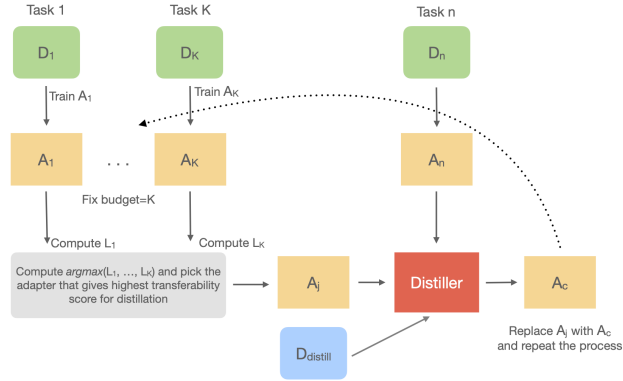 Task 1
Task K
Task n
D1
DK
Dn
Train A1
Train AK
A1
...
AK
An
Fix budget=K
Compute L1
Compute LK
Compute argmax(L1, ..., LK) and pick the
adapter that gives highest transferability
score for distillation
Aj
Distiller
Ac
Ddistill
Replace Aj with Ac
and repeat the process